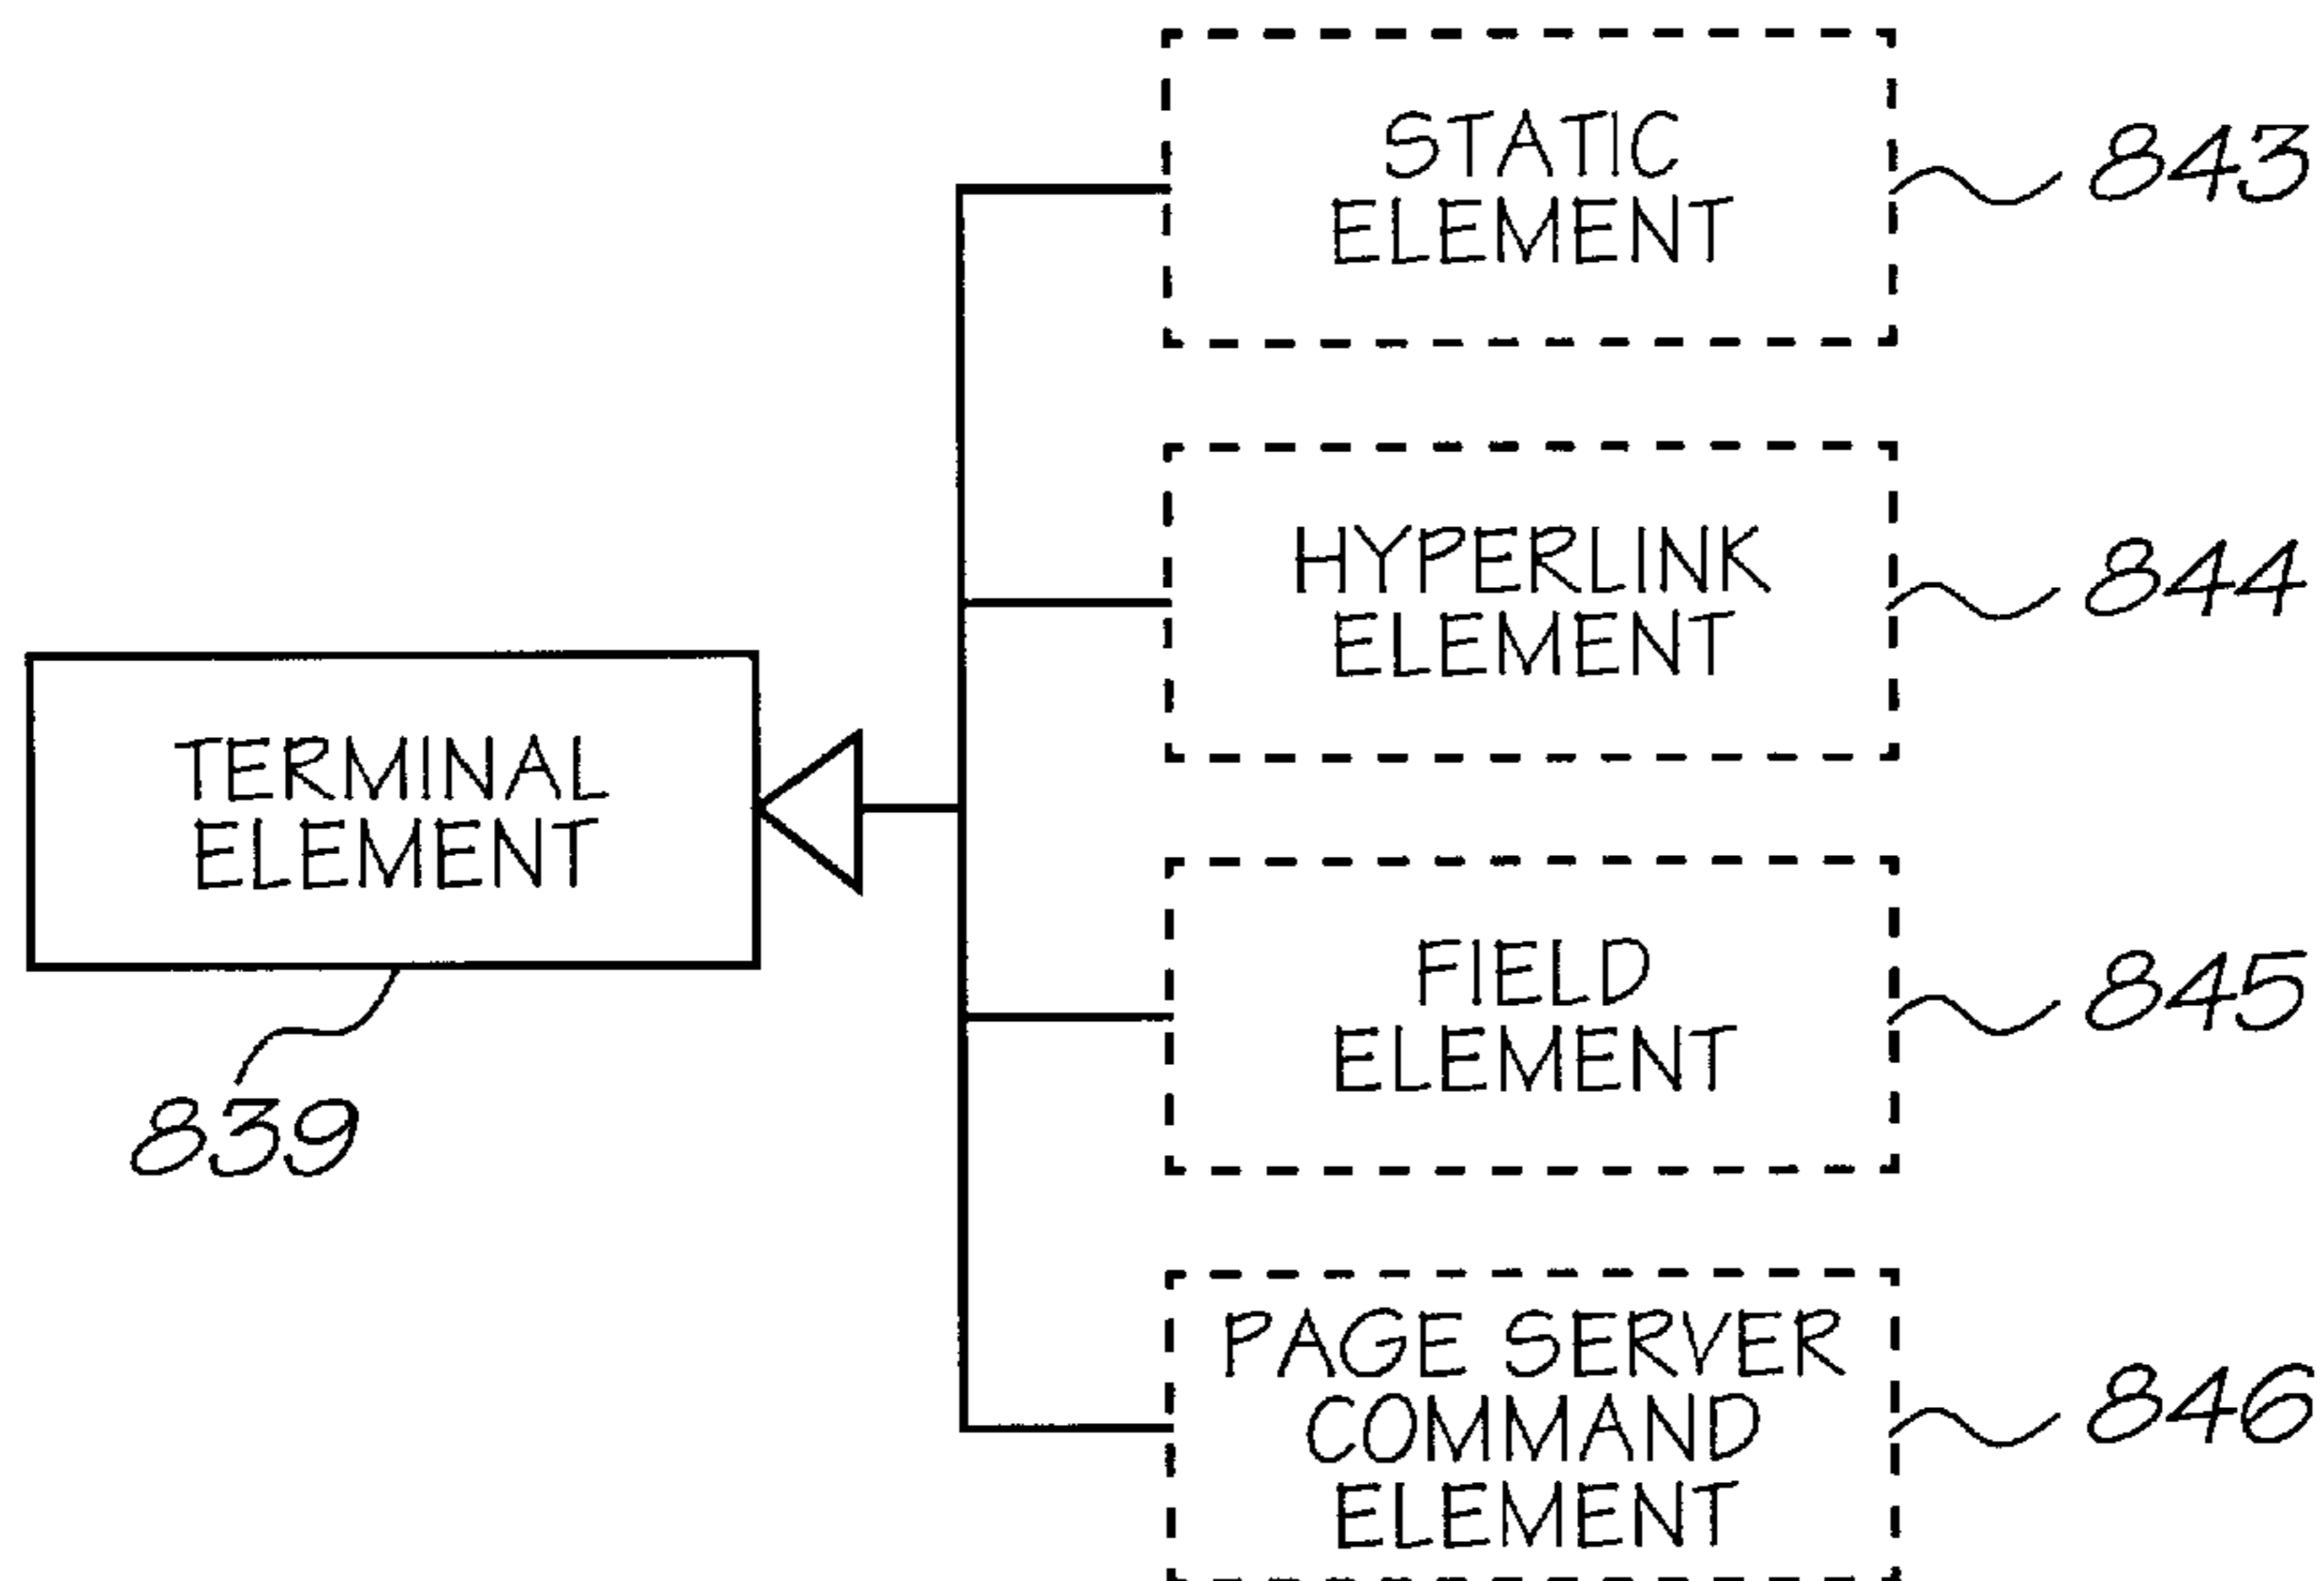 STATIC
ELEMENT
843
HYPERLINK
ELEMENT
844
TERMINAL
ELEMENT
839
FIELD
ELEMENT
845
PAGE SERVER
COMMAND
ELEMENT
846